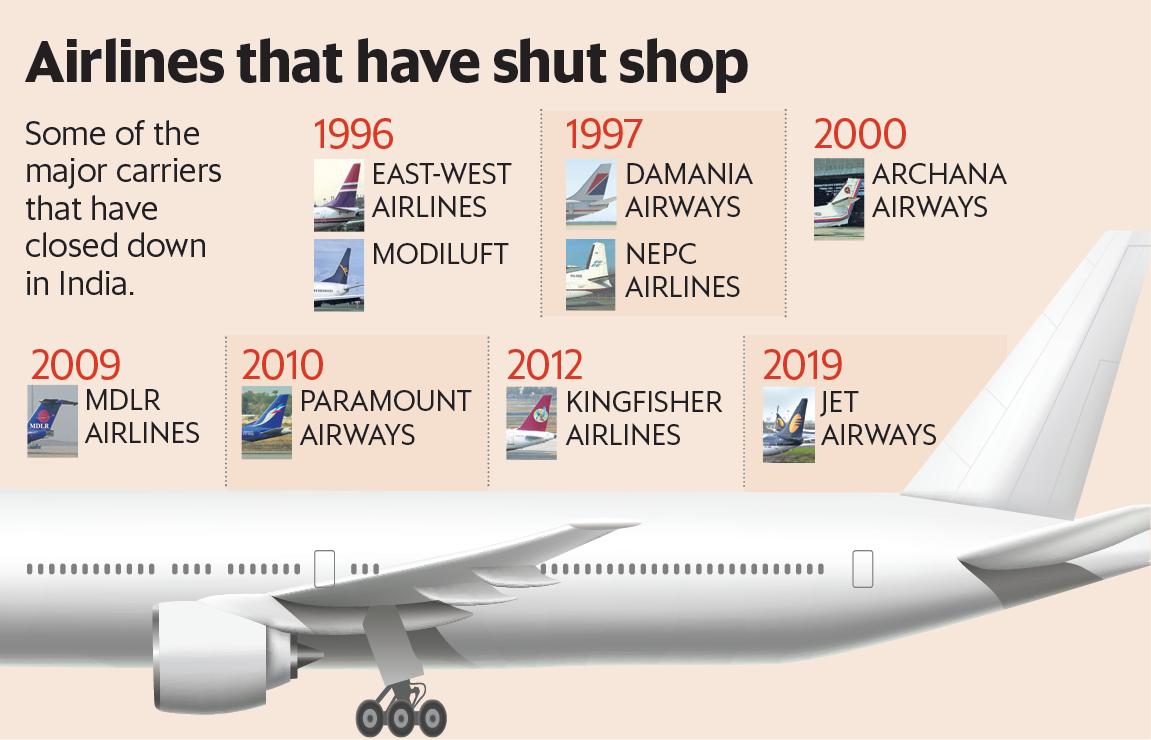 Airlines that have shut shop
Some of the
major carriers
that have
closed down
in India.
1996
EAST-WEST
AIRLINES
MODILUFT
1997
DAMANIA
AIRWAYS
NEPC
AIRLINES
2000
ARCHANA
AIRWAYS
2009
MDLR
MDLR
AIRLINES
2010
PARAMOUNT
AIRWAYS
2012
KINGFISHER
AIRLINES
2019
JET
AIRWAYS